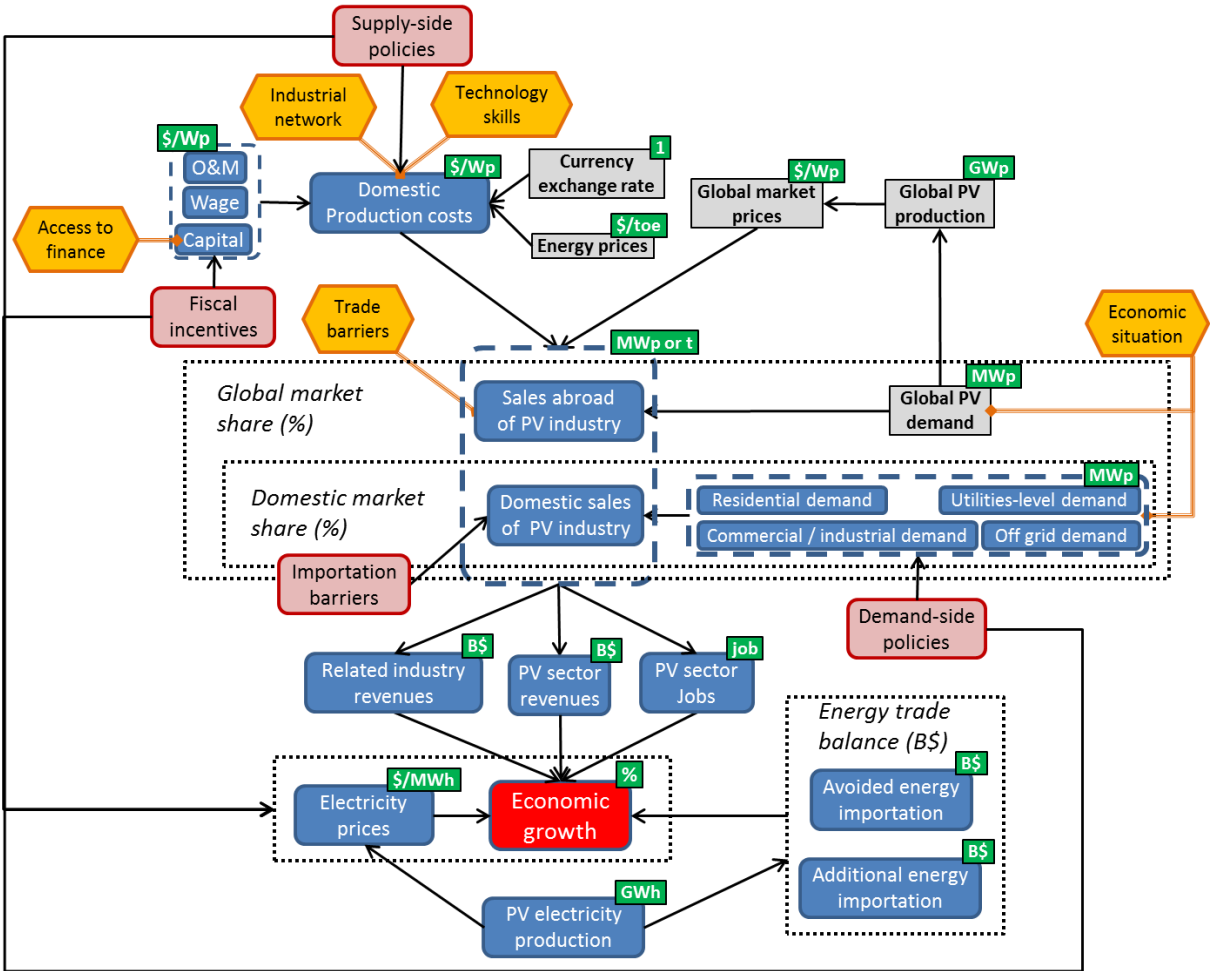 Supply-side
policies
Industrial
network
Technology
skills
$/Wp
O&M
Wage
Capital
Access to
finance
Fiscal
incentives
$/Wp
Domestic
Production costs
1
Currency
exchange rate
$/toe
Energy prices
$/Wp
Global market
prices
GWp
Global PV
production
Trade
barriers
Economic
situation
MWp or t
Global market
share (%)
Sales abroad
of PV industry
MWp
Global PV
demand
Domestic market
share (%)
Domestic sales
of PV industry
MWp
Residential demand
Utilities-level demand
Commercial / industrial demand
Off grid demand
Importation
barriers
Demand-side
policies
B$
Related industry
revenues
B$
PV sector
revenues
job
PV sector
Jobs
Energy trade
balance (B$)
$/MWh
Electricity
prices
%
Economic
growth
B$
Avoided energy
importation
B$
Additional energy
importation
GWh
PV electricity
production